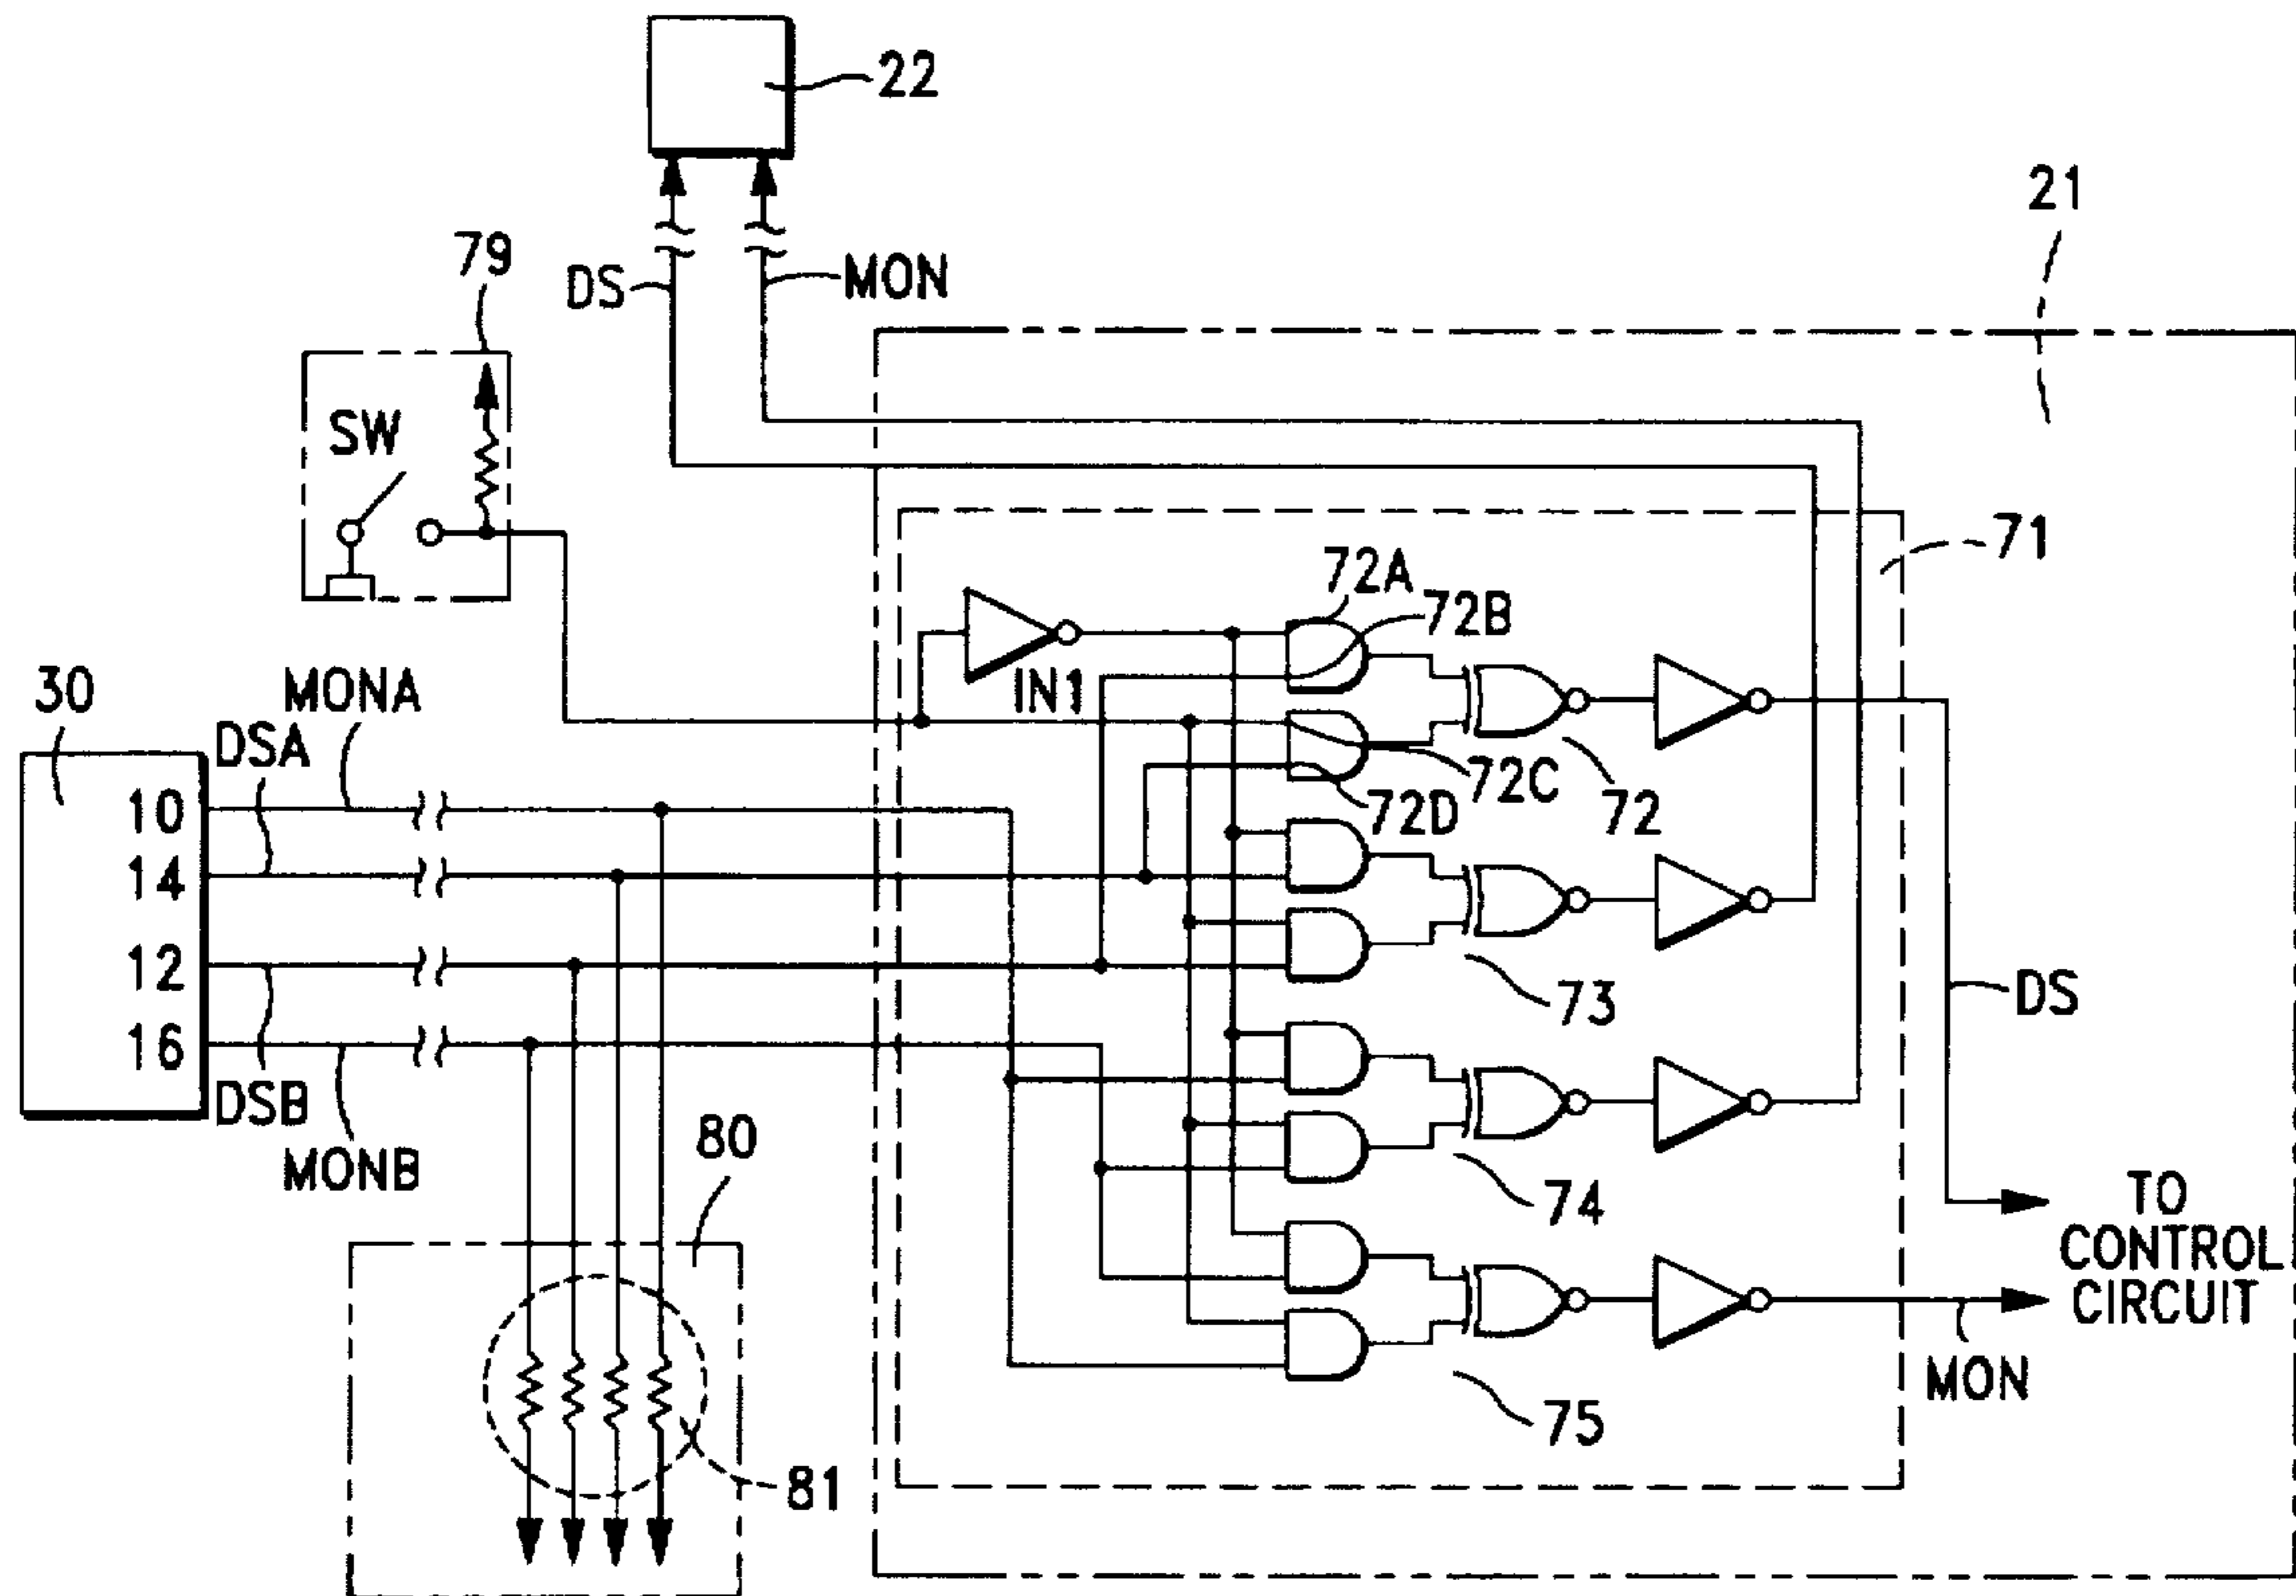 22
21
79
DS
MON
SW
71
72A
72B
IN1
30
MONA
DSA
72C
72D
72
10
14
12
16
73
DS
DSB
MONB
80
74
TO
CONTROL
CIRCUIT
MON
75
81